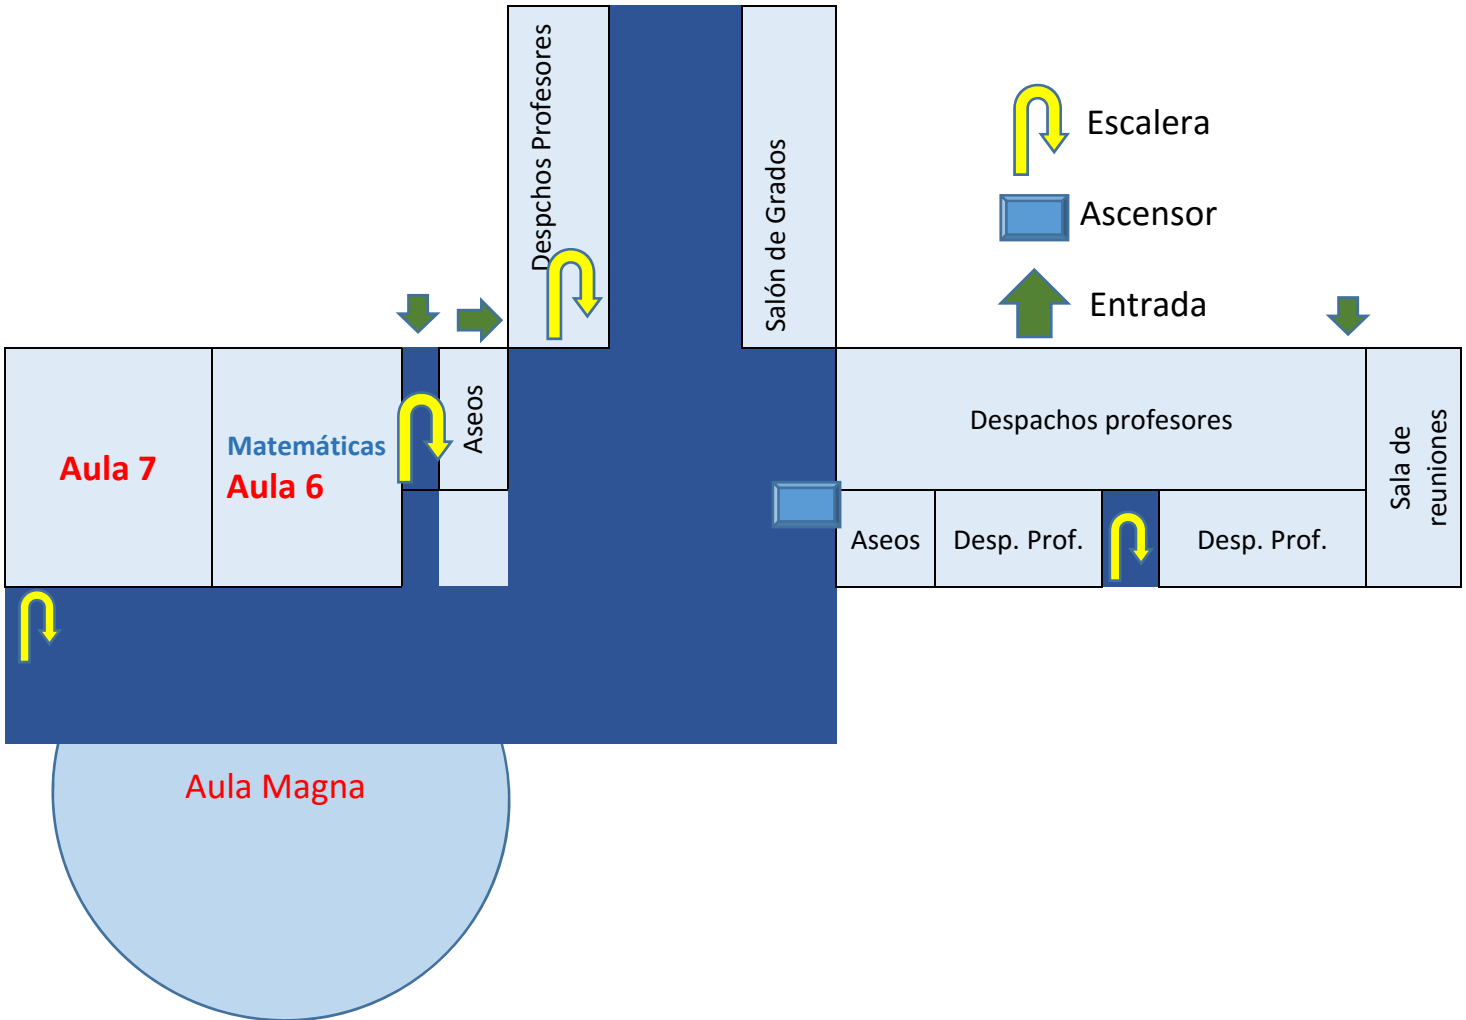 Despchos Profesores
Salón de Grados
Escalera
Ascensor
Entrada
Aula 7
Matemáticas
Aula 6
Aseos
Despachos profesores
Sala de
reuniones
Aseos
Desp. Prof.
Desp. Prof.
Aula Magna